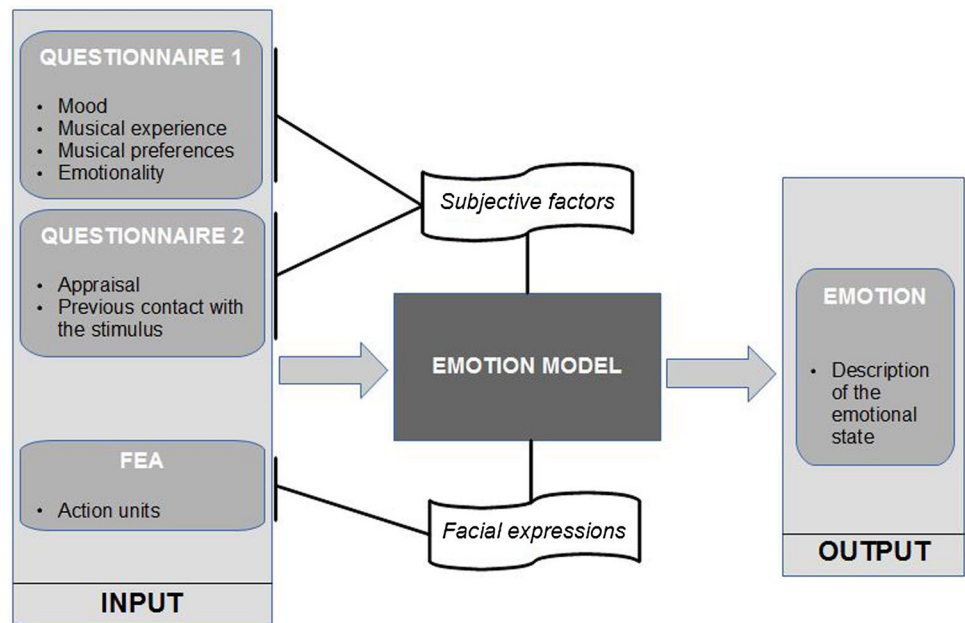 QUESTIONNAIRE 1
• Mood
• Musical experience
• Musical preferences
• Emotionality
QUESTIONNAIRE 2
• Appraisal
• Previous contact with
the stimulus
FEA
• Action units
INPUT
Subjective factors
EMOTION MODEL
Facial expressions
EMOTION
• Description
of the
emotional
state
OUTPUT